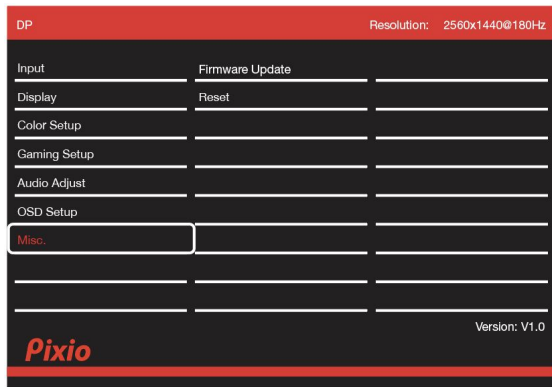 DP Resolution: 2560x1440@180Hz
Input Firmware Update
Display Reset
Color Setup
Gaming Setup
Audio Adjust
OSD Setup
Misc.
Version: V1.0
Pixio